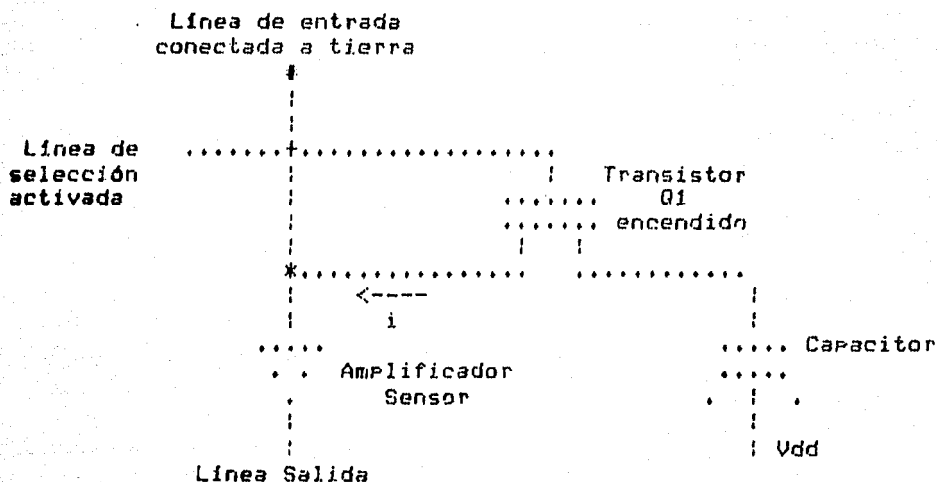 Línea de entrada
conectada a tierra
Línea de
selección
activada
Transistor
Q1
encendido
i
Amplificador
Sensor
Capacitor
Vdd
Línea Salida